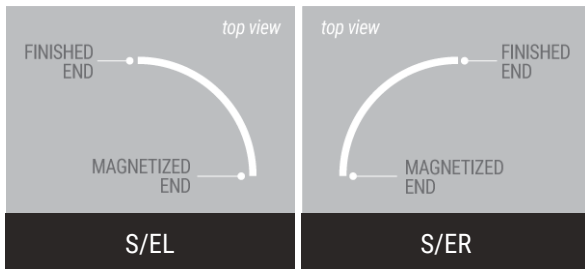 top view
FINISHED
END
MAGNETIZED
END
S/EL
top view
FINISHED
END
MAGNETIZED
END
S/ER